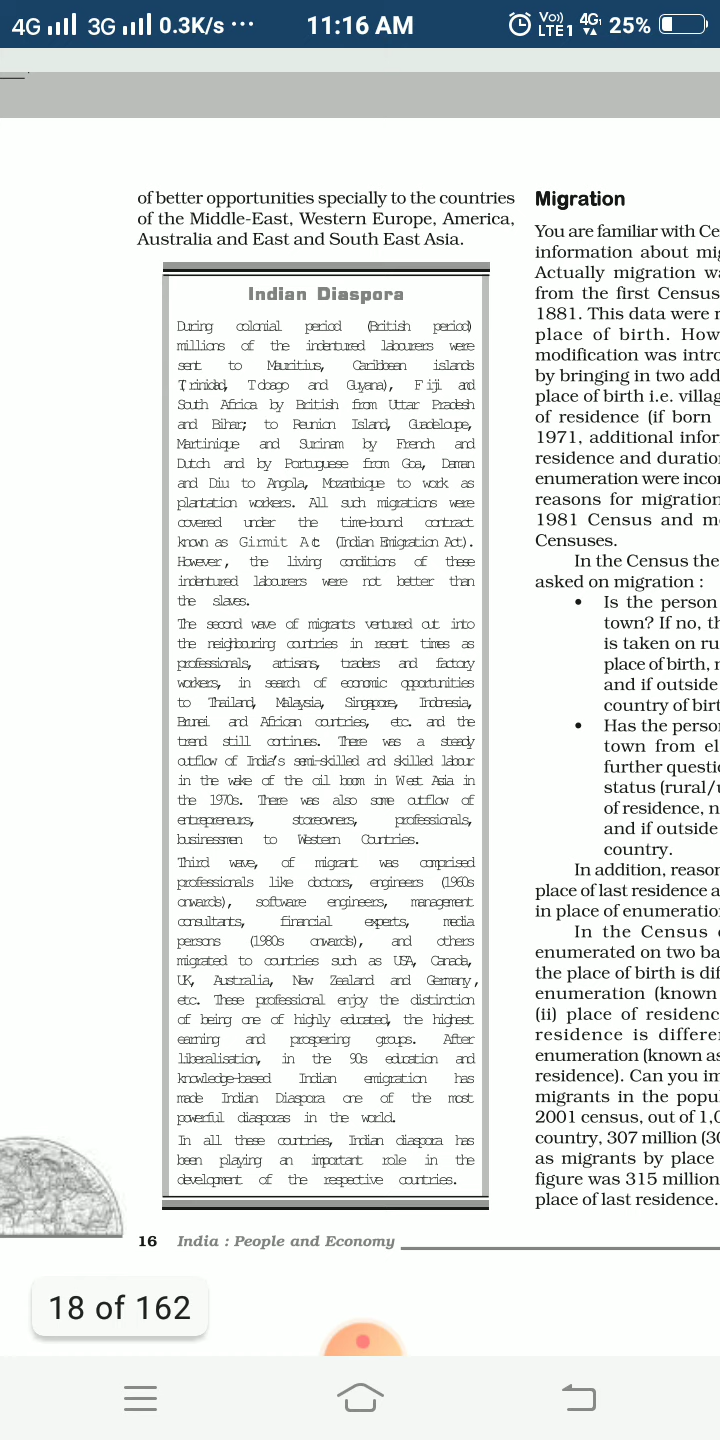 4G 3G 0.3K/s ... 11:16 AM Vo)) LTE1 4G 25%
of better opportunities specially to the countries
of the Middle-East, Western Europe, America,
Australia and East and South East Asia.
Indian Diaspora
During colonial period (British period)
millions of the indentured labourers were
sent to Mauritius, Caribbean islands
(Trinidad, Tobago and Guyana), Fiji and
South Africa by British from Uttar Pradesh
and Bihar; to Reunion Island, Guadeloupe,
Martinique and Surinam by French and
Dutch and by Portuguese from Goa, Daman
and Diu to Angola, Mozambique to work as
plantation workers. All such migrations were
covered under the time-bound contract
known as Girmit Act (Indian Emigration Act).
However, the living conditions of these
indentured labourers were not better than
the slaves.
The second wave of migrants ventured out into
the neighbouring countries in recent times as
professionals, artisans, traders and factory
workers, in search of economic opportunities
to Thailand, Malaysia, Singapore, Indonesia,
Brunei and African countries, etc. and the
trend still continues. There was a steady
outflow of India's semi-skilled and skilled labour
in the wake of the oil boom in West Asia in
the 1970s. There was also some outflow of
entrepreneurs, storeowners, professionals,
businessmen to Western Countries.
Third wave, of migrant was comprised
professionals like doctors, engineers (1960s
onwards), software engineers, management
consultants, financial experts, media
persons (1980s onwards), and others
migrated to countries such as USA, Canada,
UK, Australia, New Zealand and Germany,
etc. These professional enjoy the distinction
of being one of highly educated, the highest
earning and prospering groups. After
liberalisation, in the 90s education and
knowledge-based Indian emigration has
made Indian Diaspora one of the most
powerful diasporas in the world.
In all these countries, Indian diaspora has
been playing an important role in the
development of the respective countries.
Migration
You are familiar with Ce
information about mig
Actually migration wa
from the first Census
1881. This data were r
place of birth. How
modification was intro
by bringing in two add
place of birth i.e. villag
of residence (if born
1971, additional infor
residence and duration
enumeration were incor
reasons for migration
1981 Census and mo
Censuses.
In the Census the
asked on migration :
• Is the person
town? If no, th
is taken on ru
place of birth, n
and if outside
country of birt
• Has the perso
town from el
further questio
status (rural/u
of residence, n
and if outside
country.
In addition, reason
place of last residence a
in place of enumeration
In the Census o
enumerated on two ba
the place of birth is dif
enumeration (known
(ii) place of residenc
residence is differen
enumeration (known as
residence). Can you im
migrants in the popul
2001 census, out of 1,0
country, 307 million (30
as migrants by place
figure was 315 million
place of last residence.
16 India : People and Economy
18 of 162